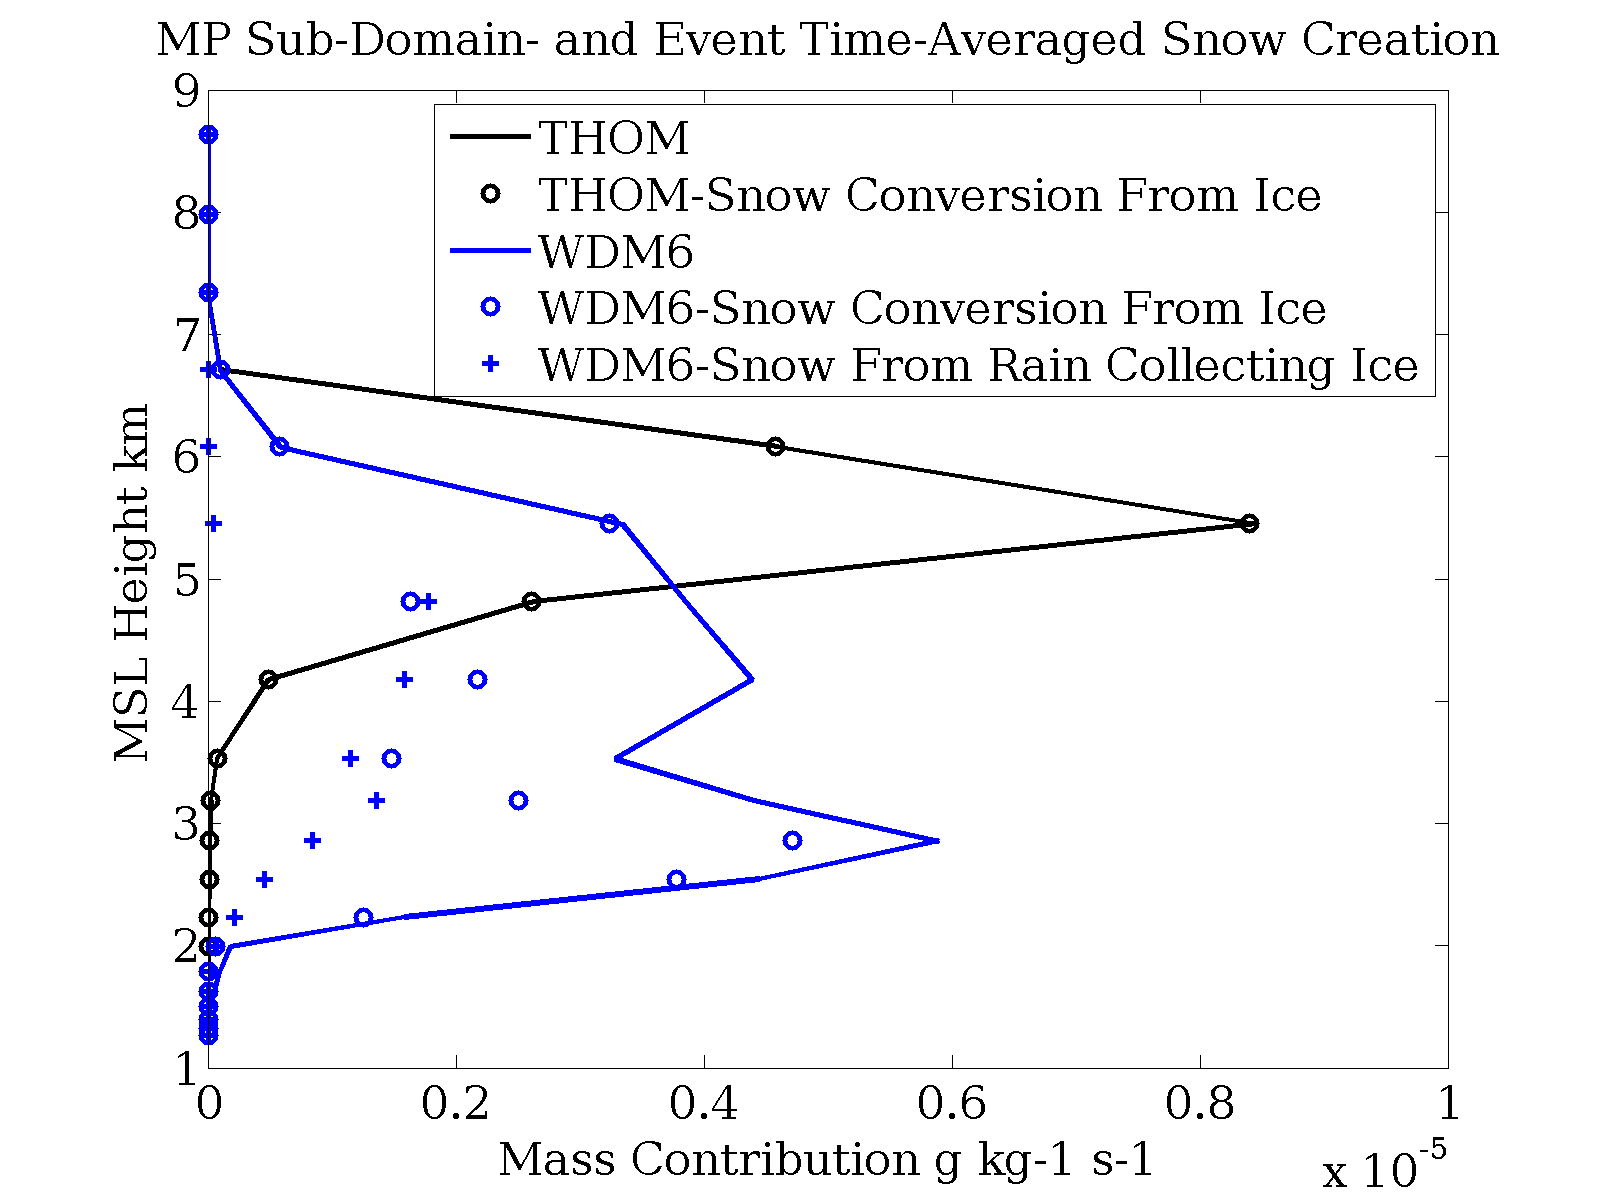 MP Sub-Domain- and Event Time-Averaged Snow Creation
9
8
7
6
5
4
3
2
1
MSL Height km
THOM
THOM-Snow Conversion From Ice
WDM6
WDM6-Snow Conversion From Ice
WDM6-Snow From Rain Collecting Ice
0 0.2 0.4 0.6 0.8 1
Mass Contribution g kg-1 s-1
x 10^-5